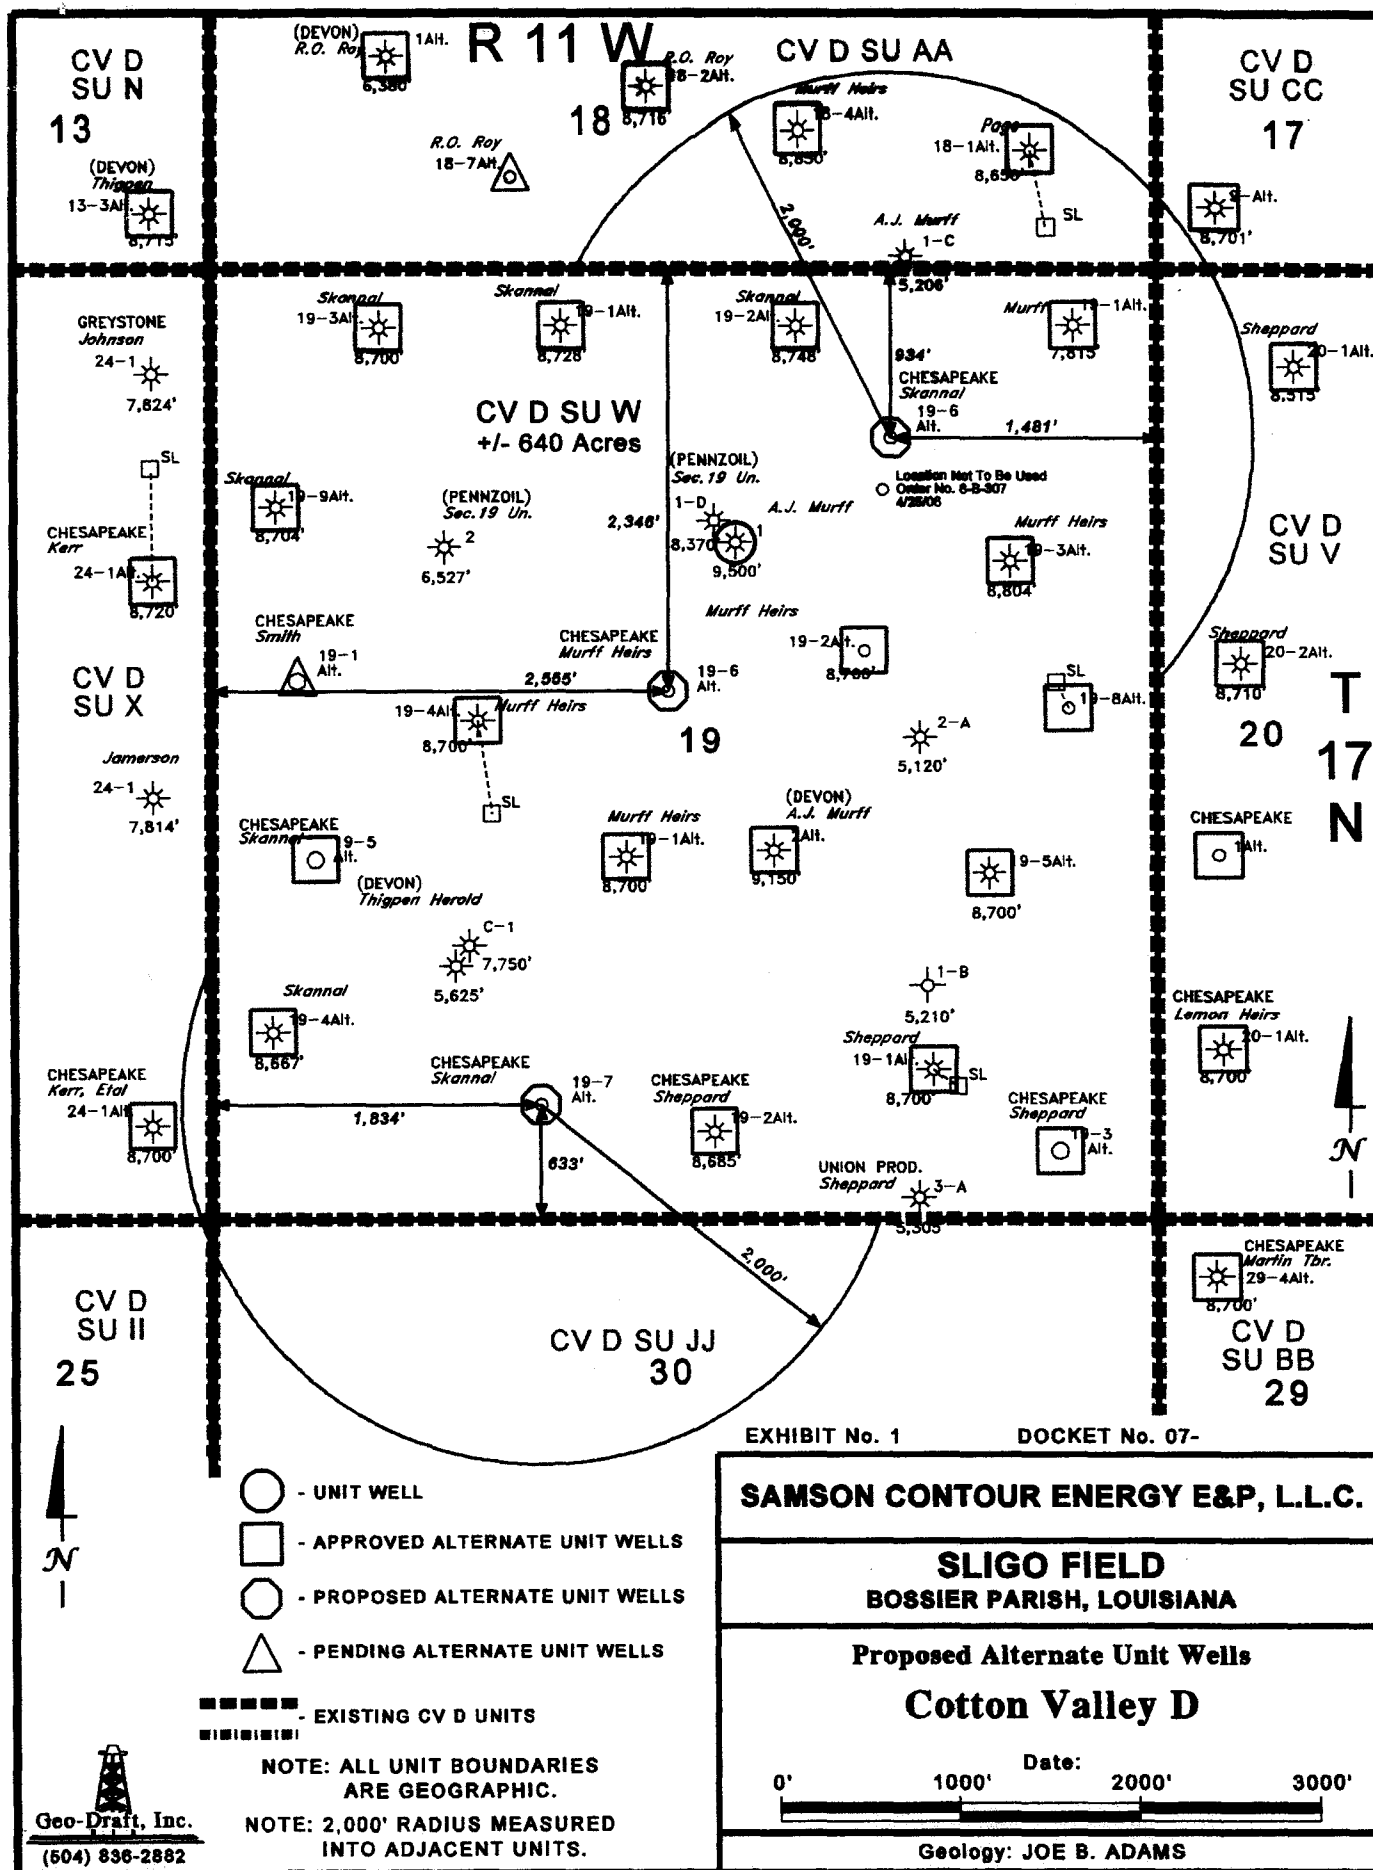 R 11 W
CV D
SU N
13
(DEVON)
R.O. Roy
1Alt.
6,380'
R.O. Roy
18-2Alt.
8,716'
18
CV D SU AA
Murff Heirs
18-4Alt.
8,850'
Page
18-1Alt.
8,650'
SL
CV D
SU CC
17
R.O. Roy
18-7Alt.
(DEVON)
Thigpen
13-3Alt.
8,715'
2,000'
A.J. Murff
1-C
5,206'
-Alt.
8,701'
GREYSTONE
Johnson
24-1
7,824'
Skannal
19-3Alt.
8,700'
Skannal
19-1Alt.
8,728'
Skannal
19-2Alt.
8,748'
934'
Murff
19-1Alt.
7,815'
Sheppard
20-1Alt.
8,515'
CV D SU W
+/- 640 Acres
CHESAPEAKE
Skannal
19-6
Alt.
1,481'
Location Not To Be Used
Order No. 6-B-307
4/25/06
SL
CHESAPEAKE
Kerr
24-1Alt.
8,720'
Skannal
19-9Alt.
8,704'
(PENNZOIL)
Sec.19 Un.
2
6,527'
2,346'
(PENNZOIL)
Sec.19 Un.
1-D
8,370'
A.J. Murff
1
9,500'
Murff Heirs
19-3Alt.
8,804'
CV D
SU V
CHESAPEAKE
Smith
19-1
Alt.
CHESAPEAKE
Murff Heirs
19-6
Alt.
2,565'
Murff Heirs
19-2Alt.
8,700'
Sheppard
20-2Alt.
8,710'
CV D
SU X
19-4Alt.
Murff Heirs
8,700'
SL
19
SL
19-8Alt.
2-A
5,120'
20
T
17
N
Jamerson
24-1
7,814'
CHESAPEAKE
Skannal
9-5
Alt.
Murff Heirs
19-1Alt.
8,700'
(DEVON)
A.J. Murff
2Alt.
9,150'
19-5Alt.
8,700'
CHESAPEAKE
1Alt.
(DEVON)
Thigpen Herold
C-1
7,750'
5,625'
Skannal
19-4Alt.
8,667'
1-B
5,210'
CHESAPEAKE
Lemon Heirs
20-1Alt.
8,700'
CHESAPEAKE
Kerr, Etal
24-1Alt.
8,700'
CHESAPEAKE
Skannal
19-7
Alt.
1,834'
633'
CHESAPEAKE
Sheppard
19-2Alt.
8,685'
Sheppard
19-1Alt.
SL
8,700'
CHESAPEAKE
Sheppard
19-3
Alt.
N
UNION PROD.
Sheppard
3-A
5,305'
2,000'
CV D
SU II
25
CV D SU JJ
30
CHESAPEAKE
Martin Tbr.
29-4Alt.
8,700'
CV D
SU BB
29
EXHIBIT No. 1
DOCKET No. 07-
N
- UNIT WELL
- APPROVED ALTERNATE UNIT WELLS
- PROPOSED ALTERNATE UNIT WELLS
- PENDING ALTERNATE UNIT WELLS
- EXISTING CV D UNITS
NOTE: ALL UNIT BOUNDARIES
ARE GEOGRAPHIC.
NOTE: 2,000' RADIUS MEASURED
INTO ADJACENT UNITS.
Geo-Draft, Inc.
(504) 836-2882
SAMSON CONTOUR ENERGY E&P, L.L.C.
SLIGO FIELD
BOSSIER PARISH, LOUISIANA
Proposed Alternate Unit Wells
Cotton Valley D
Date:
0' 1000' 2000' 3000'
Geology: JOE B. ADAMS